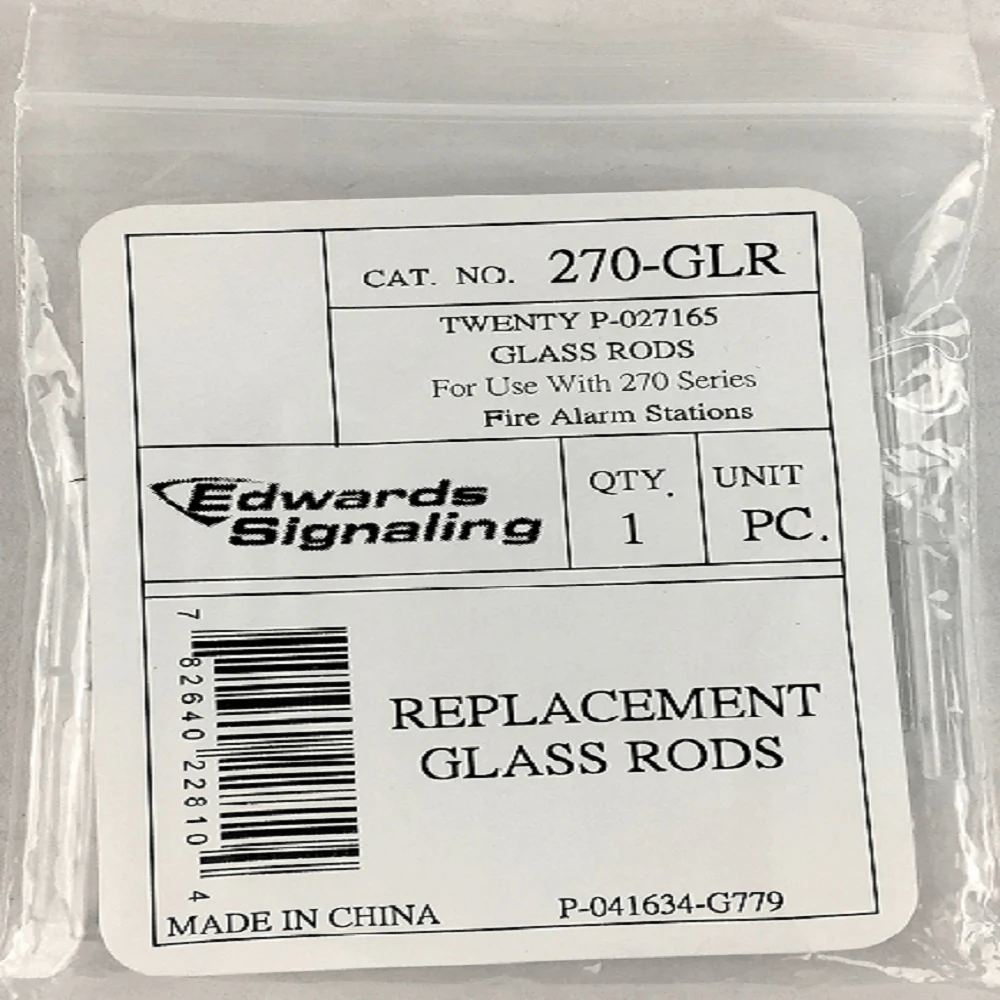 CAT. NO. 270-GLR
TWENTY P-027165
GLASS RODS
For Use With 270 Series
Fire Alarm Stations
Edwards
Signaling
QTY.
1
UNIT
PC.
REPLACEMENT
GLASS RODS
7 82640 22810 4
MADE IN CHINA
P-041634-G779